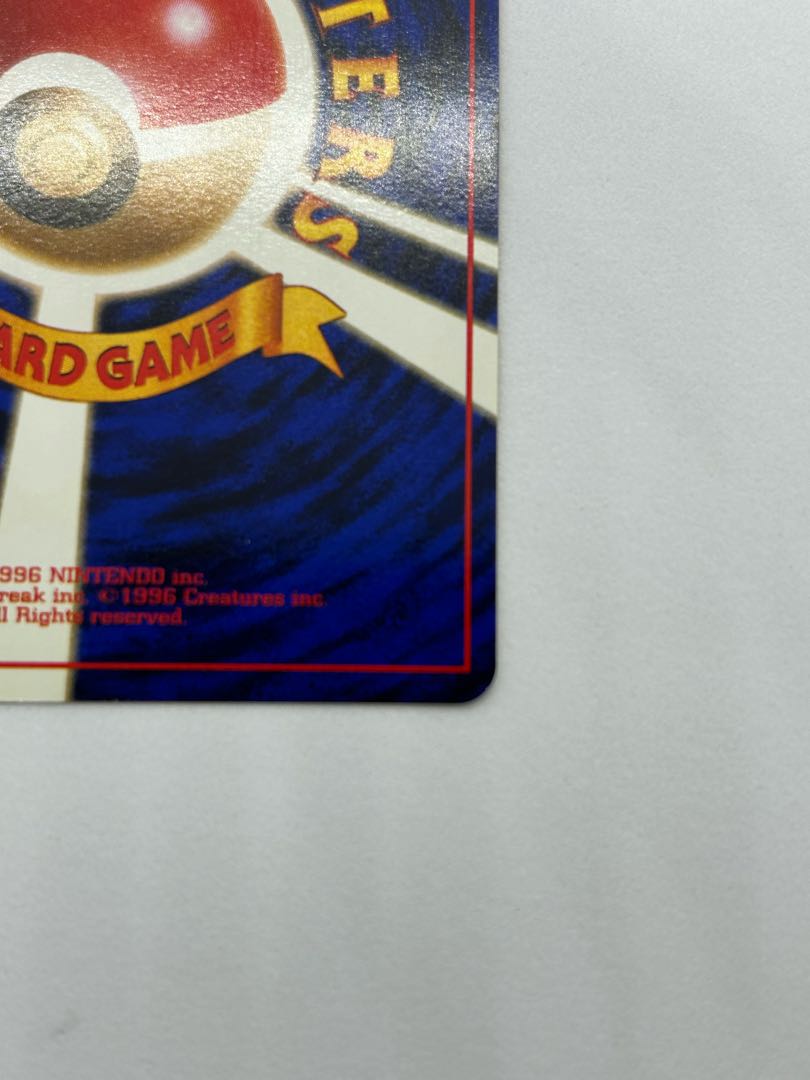 TERS
ARD GAME
996 NINTENDO inc.
reak inc. ©1996 Creatures inc.
ll Rights reserved.